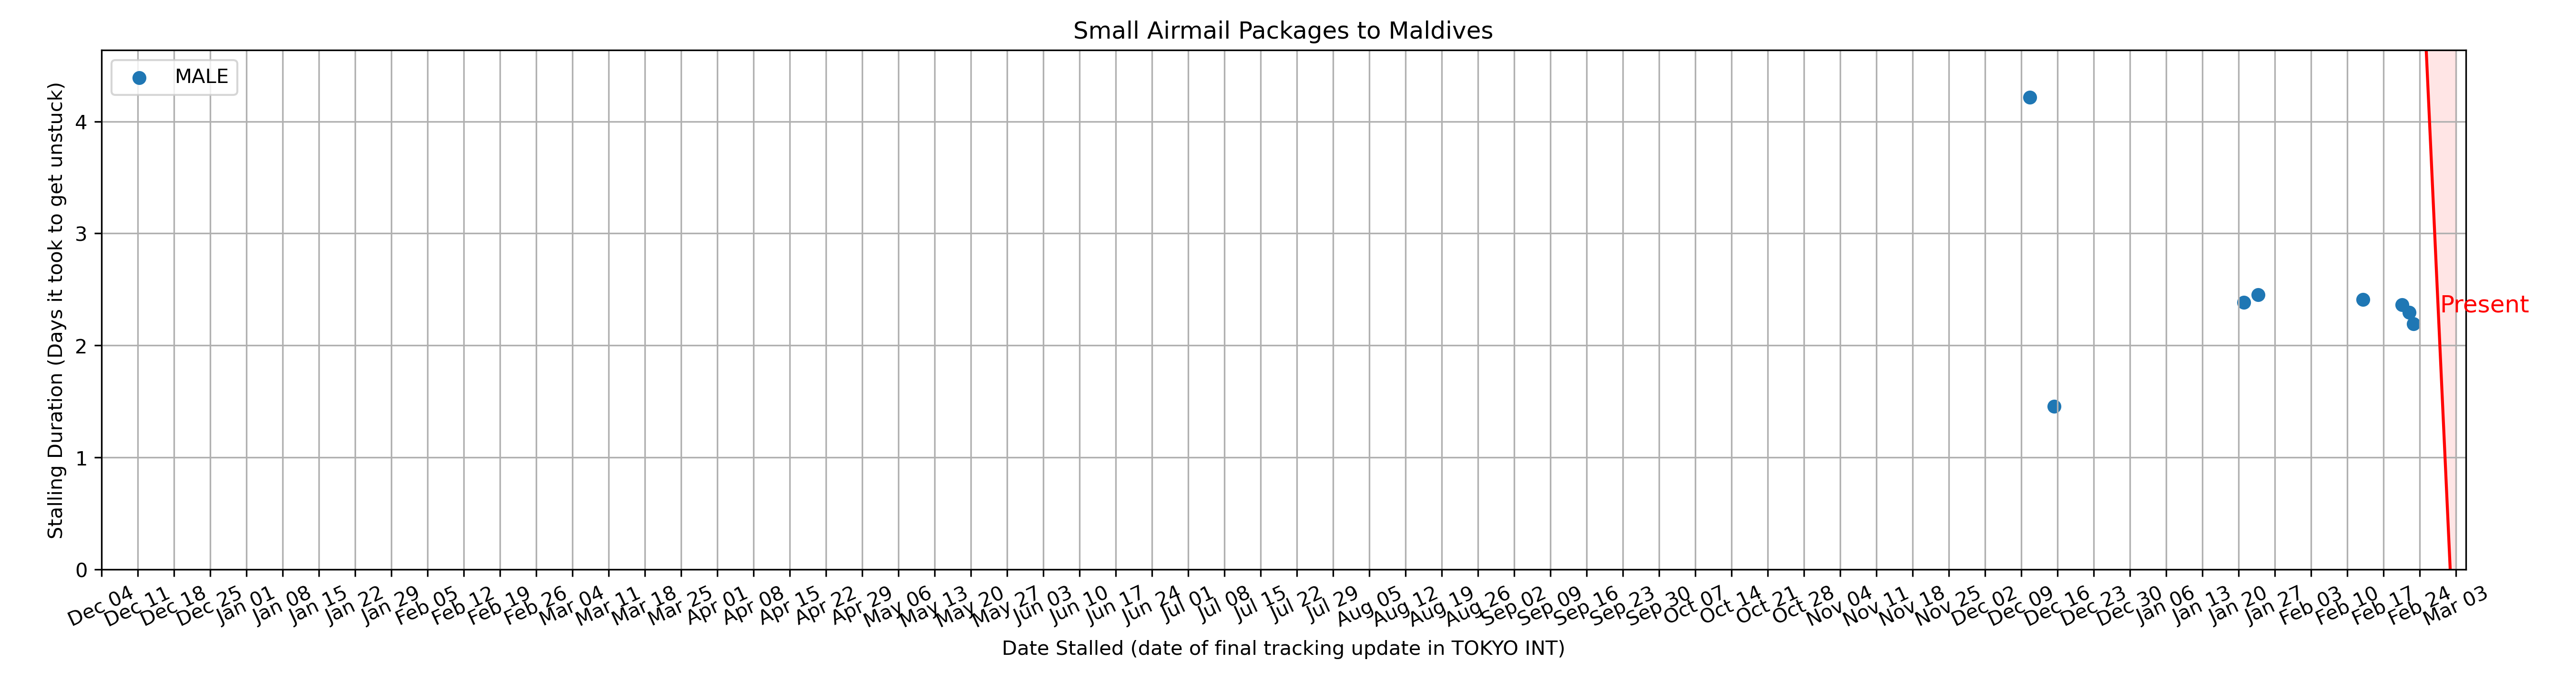 Small Airmail Packages to Maldives
MALE
Stalling Duration (Days it took to get unstuck)
4
3
2
1
0
Present
Dec 04 Dec 11 Dec 18 Dec 25 Jan 01 Jan 08 Jan 15 Jan 22 Jan 29 Feb 05 Feb 12 Feb 19 Feb 26 Mar 04 Mar 11 Mar 18 Mar 25 Apr 01 Apr 08 Apr 15 Apr 22 Apr 29 May 06 May 13 May 20 May 27 Jun 03 Jun 10 Jun 17 Jun 24 Jul 01 Jul 08 Jul 15 Jul 22 Jul 29 Aug 05 Aug 12 Aug 19 Aug 26 Sep 02 Sep 09 Sep 16 Sep 23 Sep 30 Oct 07 Oct 14 Oct 21 Oct 28 Nov 04 Nov 11 Nov 18 Nov 25 Dec 02 Dec 09 Dec 16 Dec 23 Dec 30 Jan 06 Jan 13 Jan 20 Jan 27 Feb 03 Feb 10 Feb 17 Feb 24 Mar 03
Date Stalled (date of final tracking update in TOKYO INT)